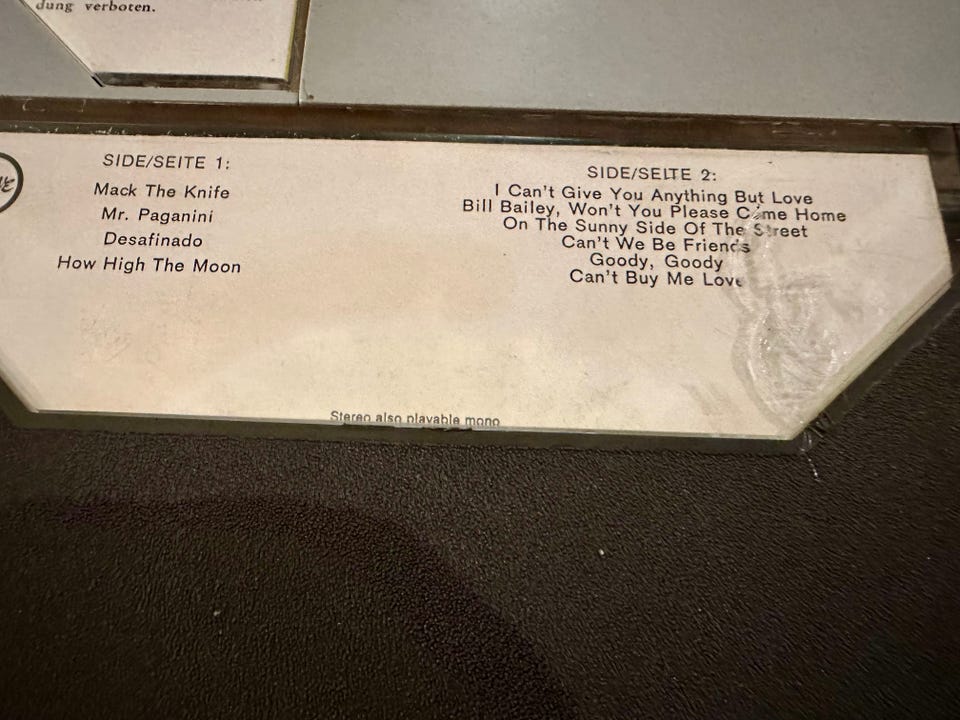 dung verboten.
SIDE/SEITE 1:
Mack The Knife
Mr. Paganini
Desafinado
How High The Moon
SIDE/SEITE 2:
I Can't Give You Anything But Love
Bill Bailey, Won't You Please Come Home
On The Sunny Side Of The Street
Can't We Be Friends
Goody, Goody
Can't Buy Me Love
Stereo also playable mono